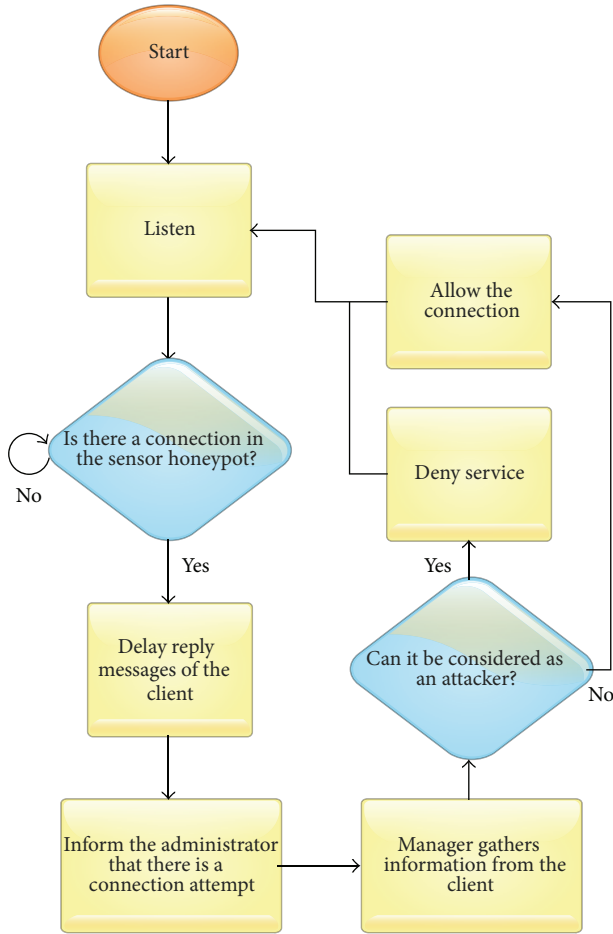 Start
Listen
Is there a connection in
the sensor honeypot?
No
Yes
Delay reply
messages of the
client
Inform the administrator
that there is a
connection attempt
Manager gathers
information from the
client
Can it be considered as
an attacker?
No
Yes
Deny service
Allow the
connection